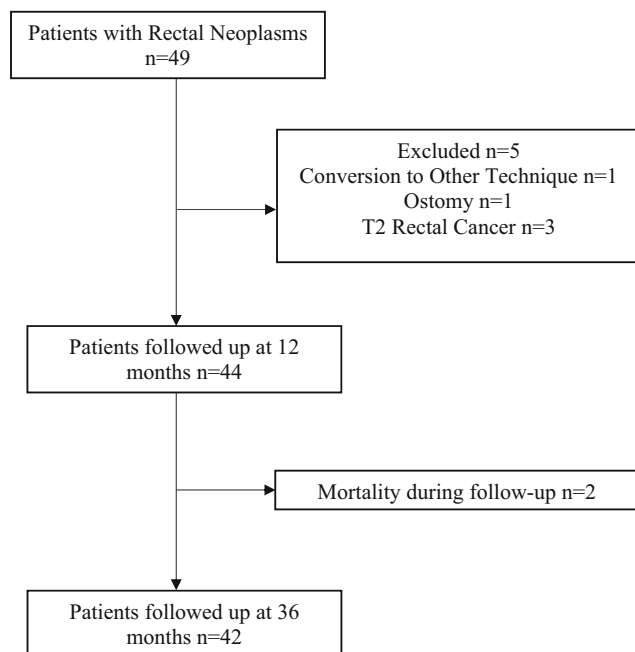 Patients with Rectal Neoplasms
n=49
Excluded n=5
Conversion to Other Technique n=1
Ostomy n=1
T2 Rectal Cancer n=3
Patients followed up at 12
months n=44
Mortality during follow-up n=2
Patients followed up at 36
months n=42